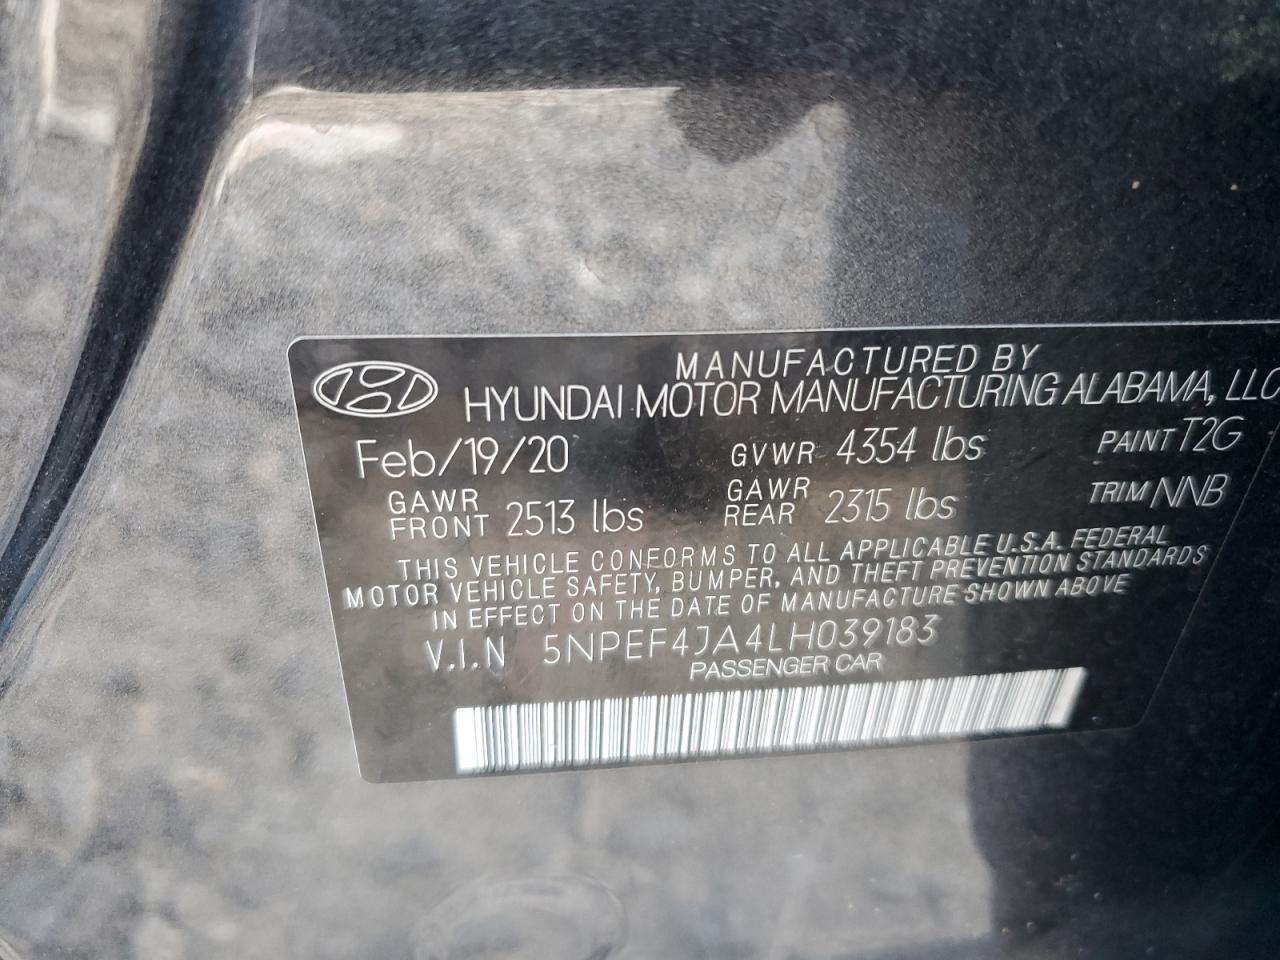 MANUFACTURED BY
HYUNDAI MOTOR MANUFACTURING ALABAMA, LLC
Feb/19/20 GVWR 4354 lbs PAINT T2G
GAWR FRONT 2513 lbs GAWR REAR 2315 lbs TRIM NNB
THIS VEHICLE CONFORMS TO ALL APPLICABLE U.S.A. FEDERAL
MOTOR VEHICLE SAFETY, BUMPER, AND THEFT PREVENTION STANDARDS
IN EFFECT ON THE DATE OF MANUFACTURE SHOWN ABOVE
V.I.N 5NPEF4JA4LH039183
PASSENGER CAR